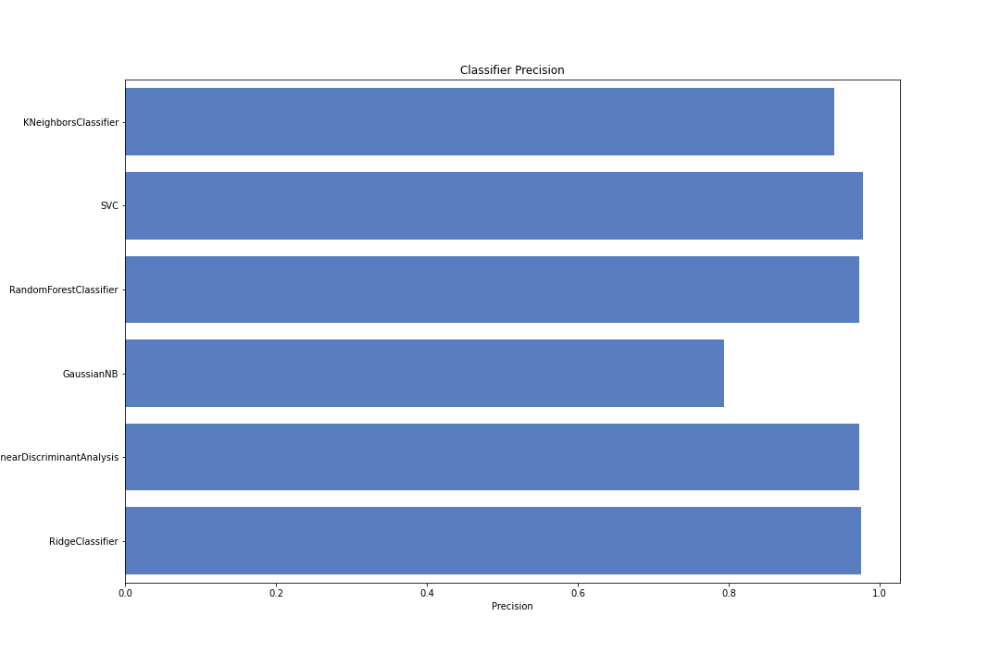 Classifier Precision
KNeighborsClassifier
SVC
RandomForestClassifier
GaussianNB
nearDiscriminantAnalysis
RidgeClassifier
0.0 0.2 0.4 0.6 0.8 1.0
Precision